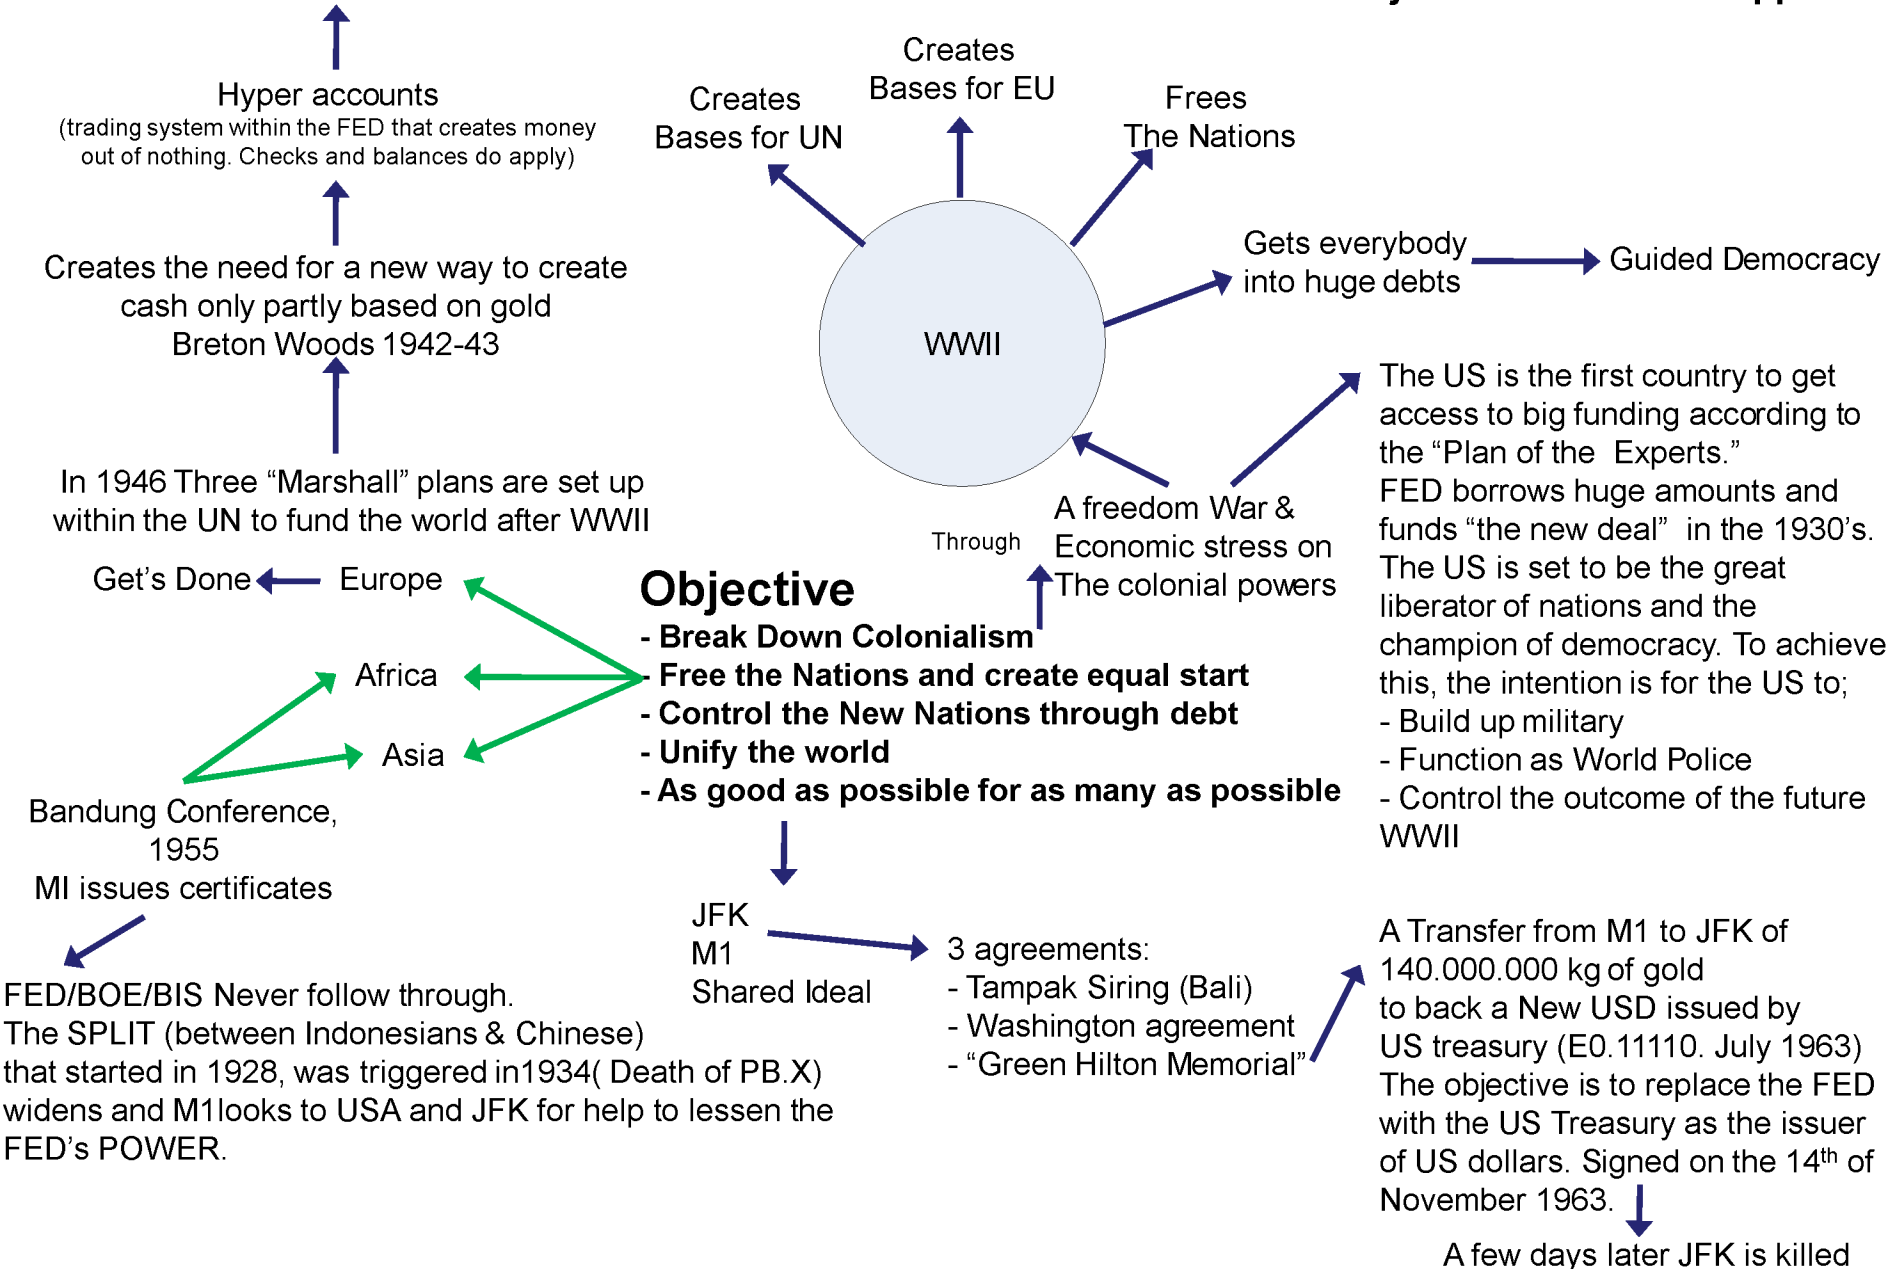 Hyper accounts
(trading system within the FED that creates money
out of nothing. Checks and balances do apply)
Creates the need for a new way to create
cash only partly based on gold
Breton Woods 1942-43
In 1946 Three “Marshall” plans are set up
within the UN to fund the world after WWII
Get’s Done
Europe
Africa
Asia
Bandung Conference,
1955
MI issues certificates
FED/BOE/BIS Never follow through.
The SPLIT (between Indonesians & Chinese)
that started in 1928, was triggered in1934( Death of PB.X)
widens and M1looks to USA and JFK for help to lessen the
FED’s POWER.
Creates
Bases for UN
Creates
Bases for EU
Frees
The Nations
WWII
Gets everybody
into huge debts
Guided Democracy
Through
A freedom War &
Economic stress on
The colonial powers
Objective
- Break Down Colonialism
- Free the Nations and create equal start
- Control the New Nations through debt
- Unify the world
- As good as possible for as many as possible
JFK
M1
Shared Ideal
3 agreements:
- Tampak Siring (Bali)
- Washington agreement
- “Green Hilton Memorial”
The US is the first country to get
access to big funding according to
the “Plan of the Experts.”
FED borrows huge amounts and
funds “the new deal” in the 1930’s.
The US is set to be the great
liberator of nations and the
champion of democracy. To achieve
this, the intention is for the US to;
- Build up military
- Function as World Police
- Control the outcome of the future
WWII
A Transfer from M1 to JFK of
140.000.000 kg of gold
to back a New USD issued by
US treasury (E0.11110. July 1963)
The objective is to replace the FED
with the US Treasury as the issuer
of US dollars. Signed on the 14th of
November 1963.
A few days later JFK is killed